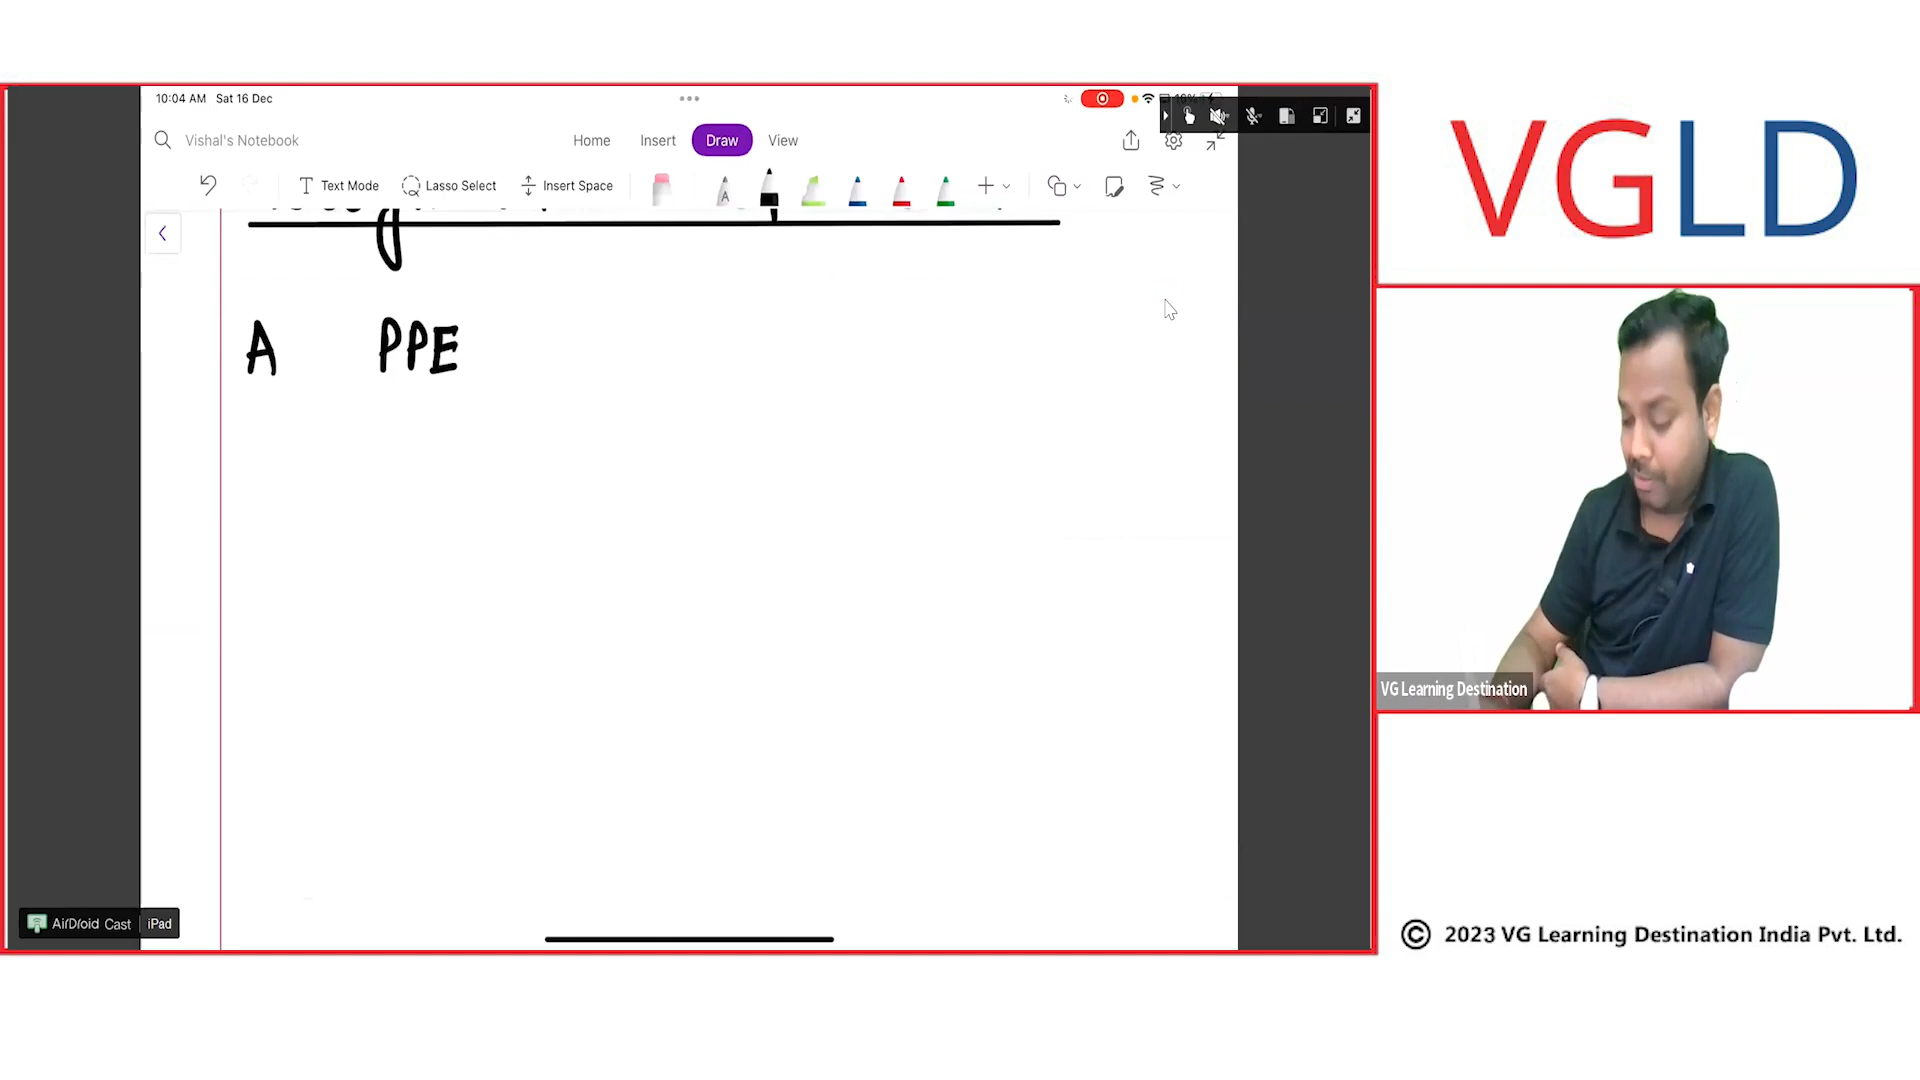 10:04 AM Sat 16 Dec
Vishal's Notebook
Home Insert Draw View
Text Mode Lasso Select Insert Space
A PPE
VGLD
VG Learning Destination
AirDroid Cast iPad
© 2023 VG Learning Destination India Pvt. Ltd.